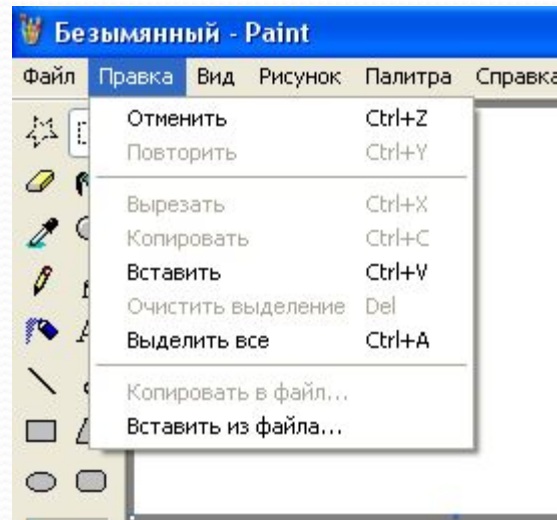 Безымянный - Paint
Файл Правка Вид Рисунок Палитра Справка
Отменить Ctrl+Z
Повторить Ctrl+Y
Вырезать Ctrl+X
Копировать Ctrl+C
Вставить Ctrl+V
Очистить выделение Del
Выделить все Ctrl+A
Копировать в файл...
Вставить из файла...